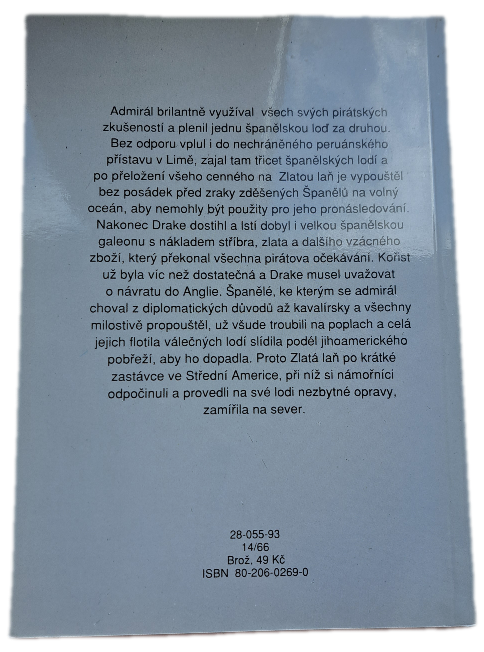 Admirál brilantně využíval všech svých pirátských
zkušeností a plenil jednu španělskou loď za druhou.
Bez odporu vplul i do nechráněného peruánského
přístavu v Limě, zajal tam třicet španělských lodí a
po přeložení všeho cenného na Zlatou laň je vypouštěl
bez posádek před zraky zděšených Španělů na volný
oceán, aby nemohly být použity pro jeho pronásledování.
Nakonec Drake dostihl a lstí dobyl i velkou španělskou
galeonu s nákladem stříbra, zlata a dalšího vzácného
zboží, který překonal všechna pirátova očekávání. Kořist
už byla víc než dostatečná a Drake musel uvažovat
o návratu do Anglie. Španělé, ke kterým se admirál
choval z diplomatických důvodů až kavalírsky a všechny
milostivě propouštěl, už všude troubili na poplach a celá
jejich flotila válečných lodí slídila podél jihoamerického
pobřeží, aby ho dopadla. Proto Zlatá laň po krátké
zastávce ve Střední Americe, při níž si námořníci
odpočinuli a provedli na své lodi nezbytné opravy,
zamířila na sever.
28-055-93
14/66
Brož. 49 Kč
ISBN 80-206-0269-0